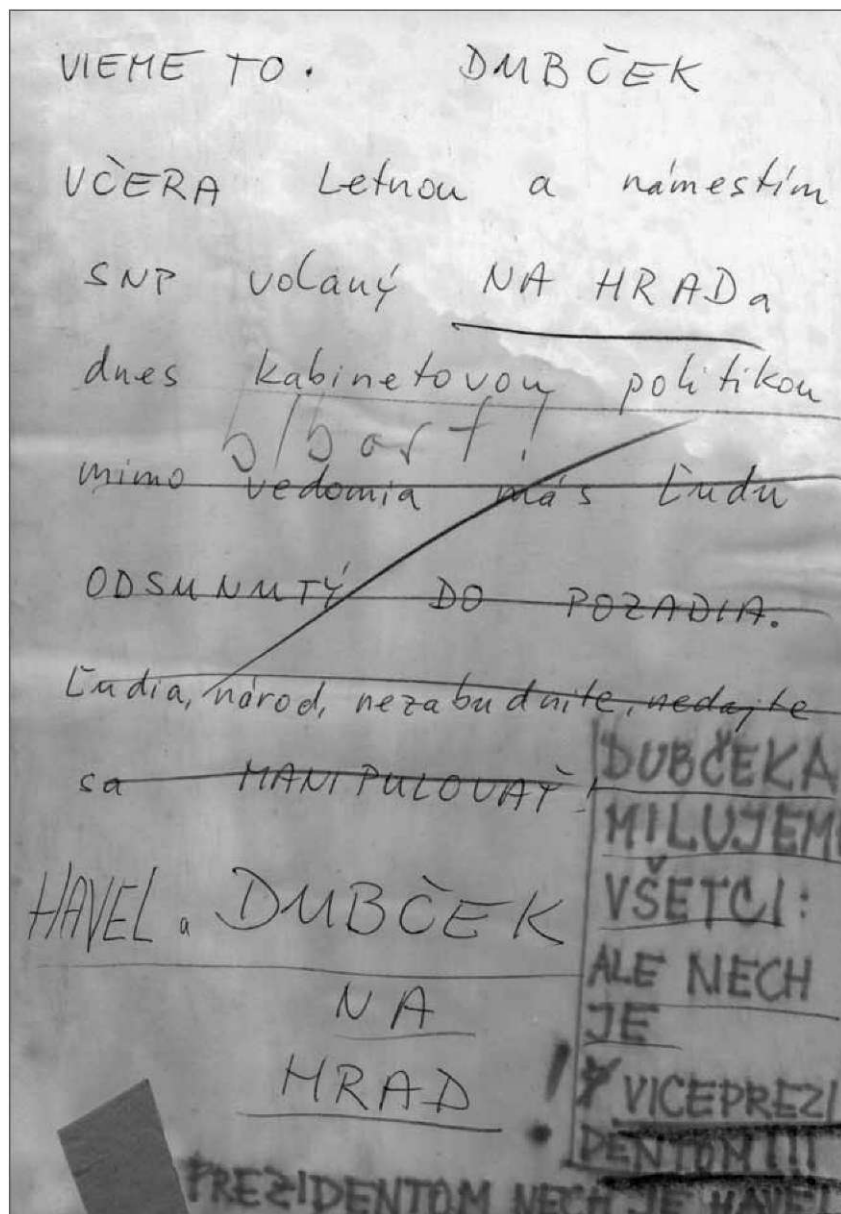 VIEME TO. DUBČEK
VČERA Letnou a námestím
SNP volaný NA HRADa
dnes kabinetovou politikou
blbosť!
mimo vedomia más ľudu
ODSUNUTÝ DO POZADIA.
Ľudia, národ, nezabudnite, nedajte
sa MANIPULOVAŤ!
HAVEL a DUBČEK
NA
HRAD!
DUBČEKA
MILUJEME
VŠETCI:
ALE NECH
JE
VICEPREZI
DENTOM!!!
PREZIDENTOM NECH JE HAVEL